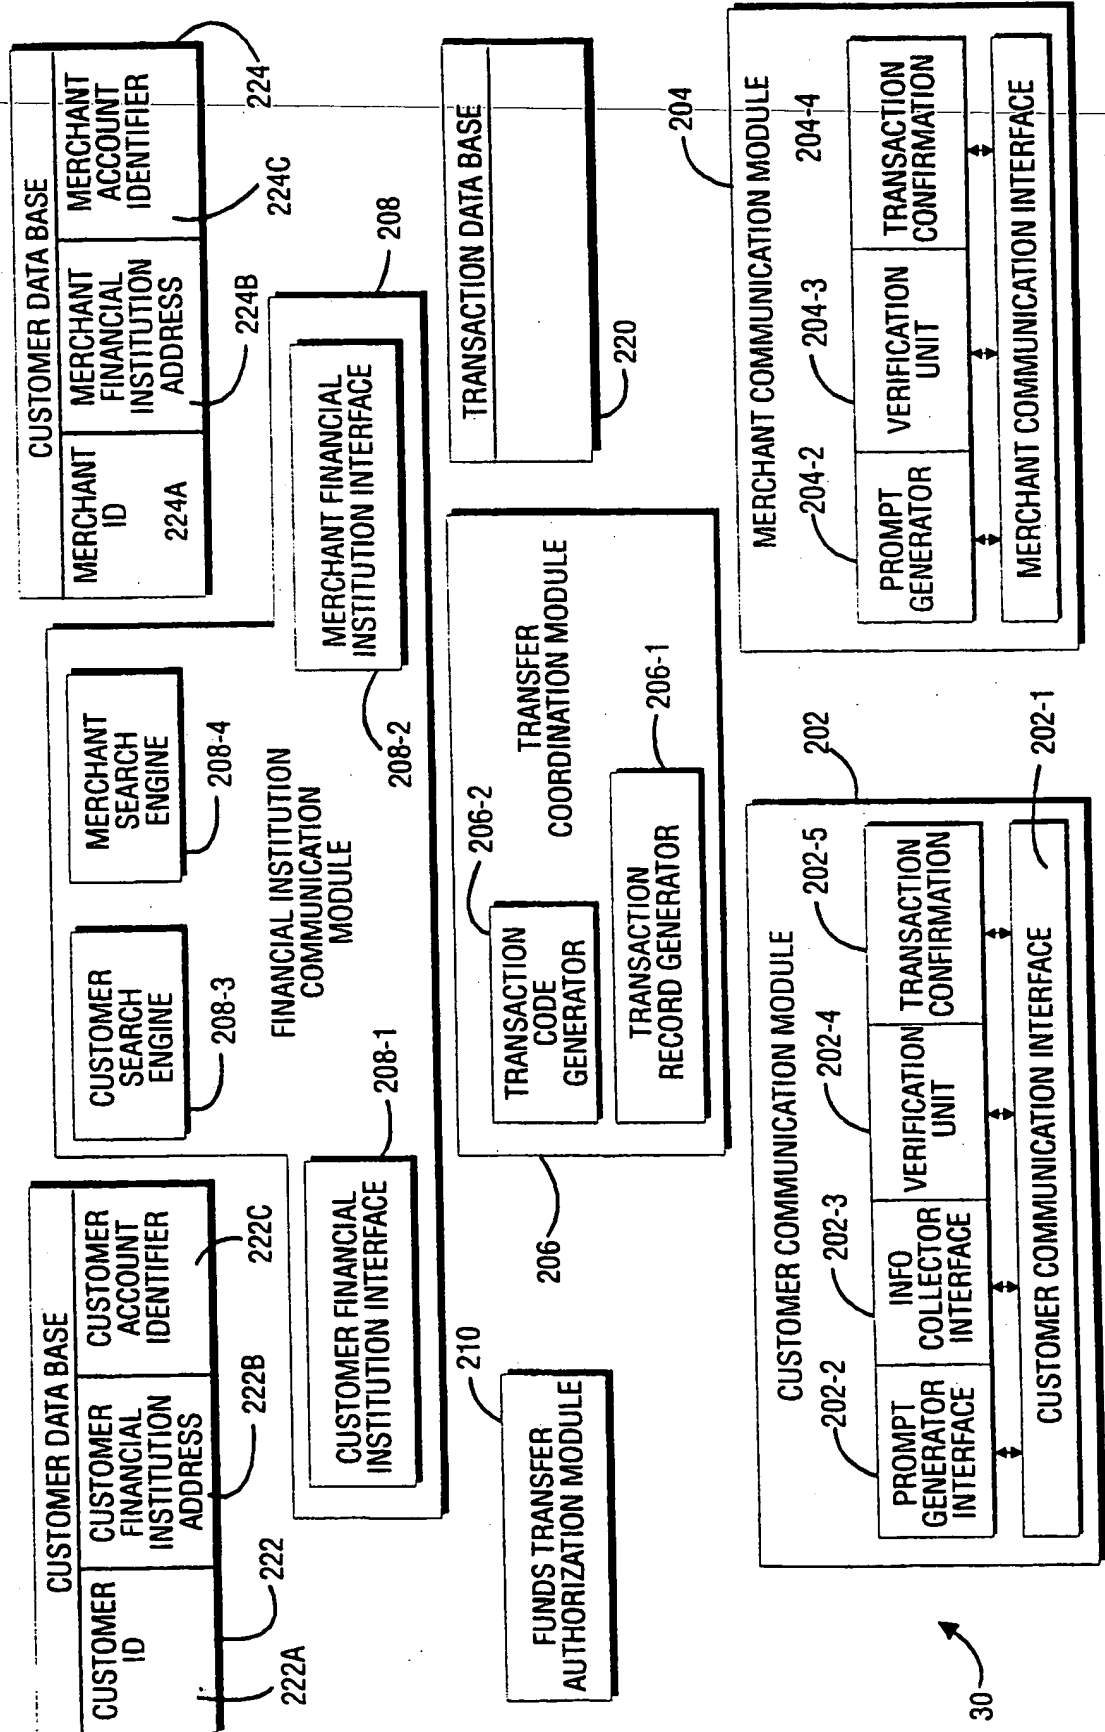 CUSTOMER DATA BASE
CUSTOMER
ID
CUSTOMER
FINANCIAL
INSTITUTION
ADDRESS
CUSTOMER
ACCOUNT
IDENTIFIER
222A
222
222B
222C
CUSTOMER
SEARCH
ENGINE
208-3
MERCHANT
SEARCH
ENGINE
208-4
FINANCIAL INSTITUTION
COMMUNICATION
MODULE
CUSTOMER FINANCIAL
INSTITUTION INTERFACE
208-1
MERCHANT FINANCIAL
INSTITUTION INTERFACE
208-2
208
CUSTOMER DATA BASE
MERCHANT
ID
224A
MERCHANT
FINANCIAL
INSTITUTION
ADDRESS
224B
MERCHANT
ACCOUNT
IDENTIFIER
224C
224
FUNDS TRANSFER
AUTHORIZATION MODULE
210
TRANSACTION
CODE
GENERATOR
206-2
TRANSFER
COORDINATION MODULE
TRANSACTION
RECORD GENERATOR
206-1
206
TRANSACTION DATA BASE
220
CUSTOMER COMMUNICATION MODULE
202
202-2
202-3
202-4
202-5
PROMPT
GENERATOR
INTERFACE
INFO
COLLECTOR
INTERFACE
VERIFICATION
UNIT
TRANSACTION
CONFIRMATION
CUSTOMER COMMUNICATION INTERFACE
202-1
MERCHANT COMMUNICATION MODULE
204
204-2
204-3
204-4
PROMPT
GENERATOR
VERIFICATION
UNIT
TRANSACTION
CONFIRMATION
MERCHANT COMMUNICATION INTERFACE
30